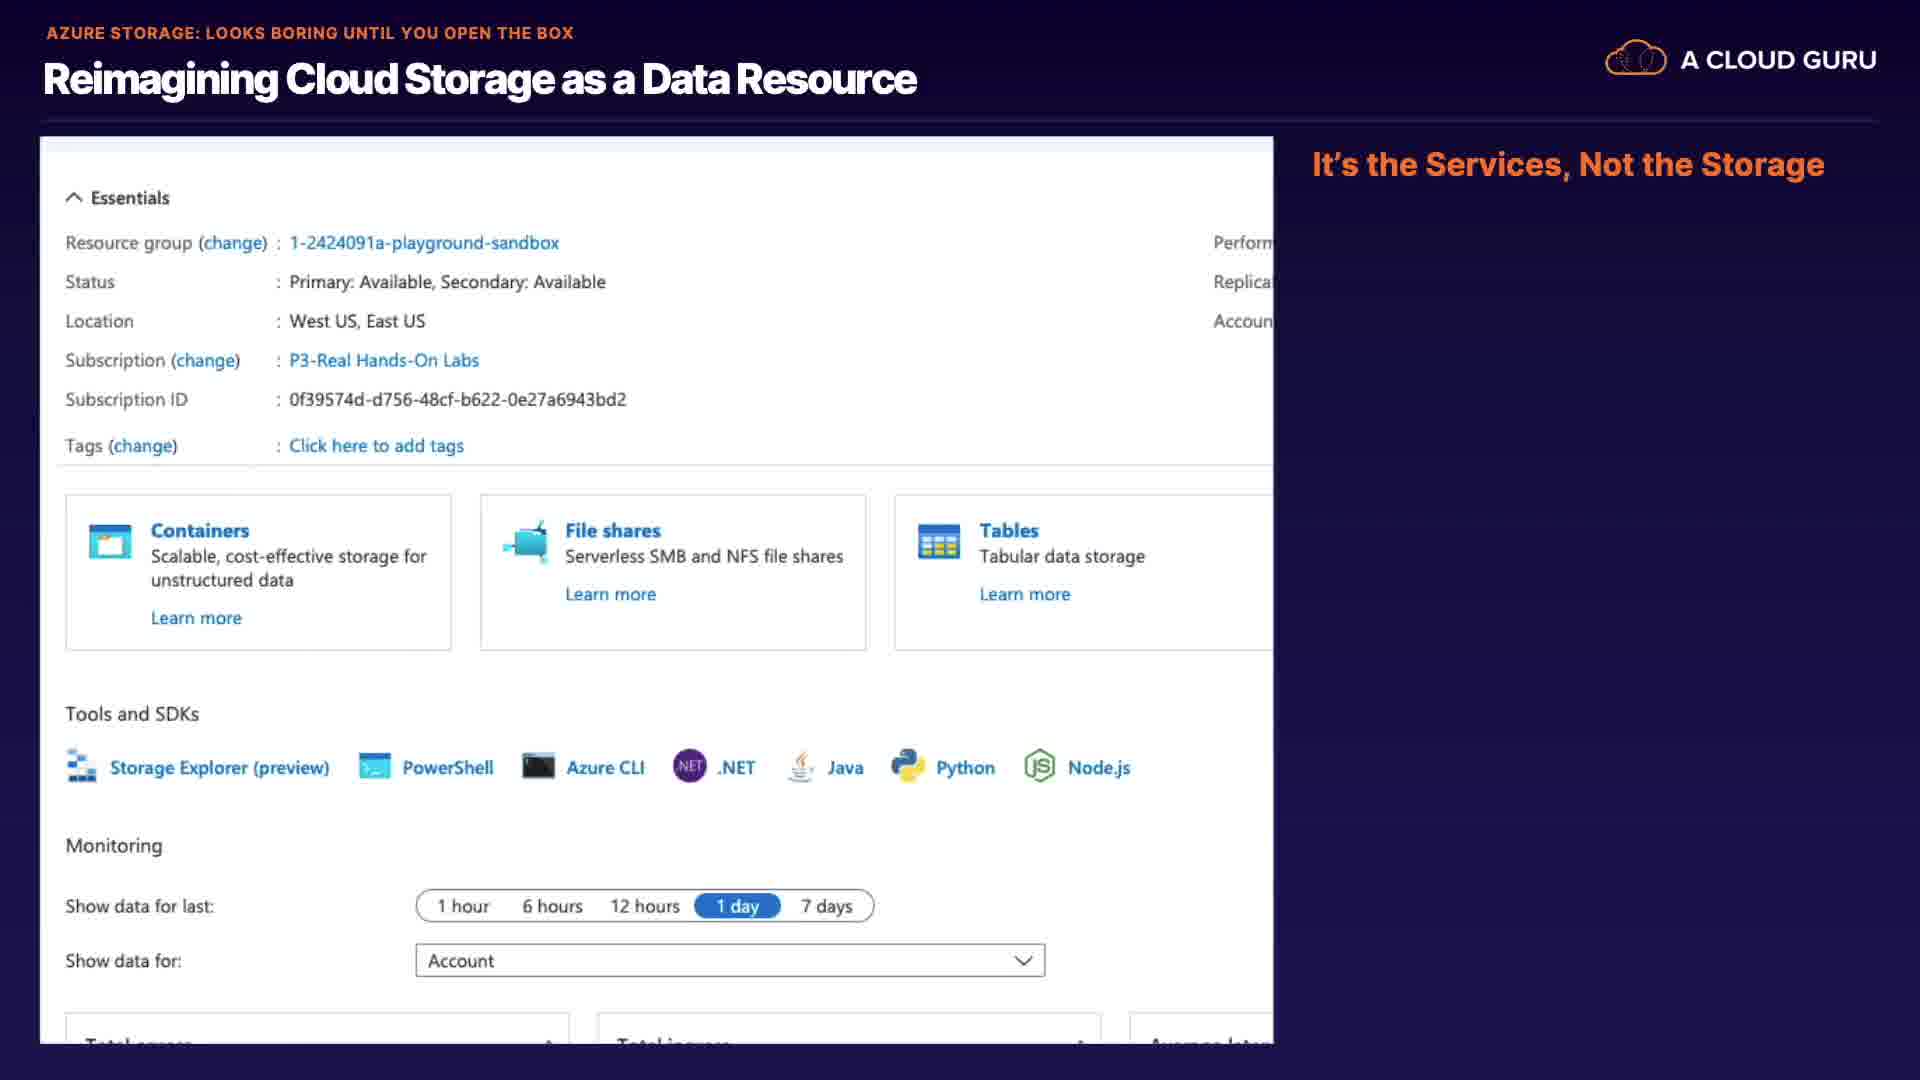 AZURE STORAGE: LOOKS BORING UNTIL YOU OPEN THE BOX
Reimagining Cloud Storage as a Data Resource
A CLOUD GURU
It's the Services, Not the Storage
Essentials
Resource group (change) : 1-2424091a-playground-sandbox
Perform
Status : Primary: Available, Secondary: Available
Replica
Location : West US, East US
Accoun
Subscription (change) : P3-Real Hands-On Labs
Subscription ID : 0f39574d-d756-48cf-b622-0e27a6943bd2
Tags (change) : Click here to add tags
Containers
Scalable, cost-effective storage for
unstructured data
Learn more
File shares
Serverless SMB and NFS file shares
Learn more
Tables
Tabular data storage
Learn more
Tools and SDKs
Storage Explorer (preview) PowerShell Azure CLI .NET .NET Java Python JS Node.js
Monitoring
Show data for last: 1 hour 6 hours 12 hours 1 day 7 days
Show data for: Account